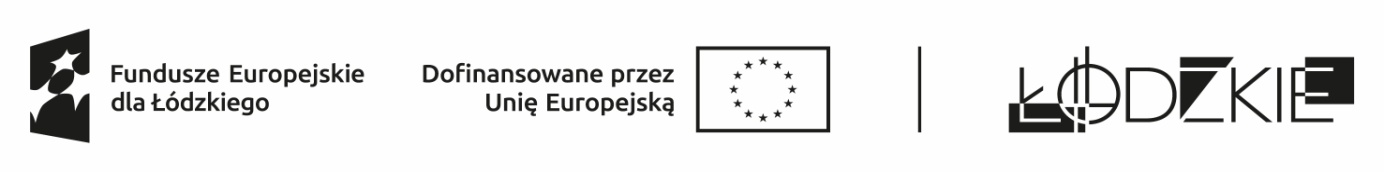 Fundusze Europejskie
dla Łódzkiego
Dofinansowane przez
Unię Europejską
ŁÓDZKIE